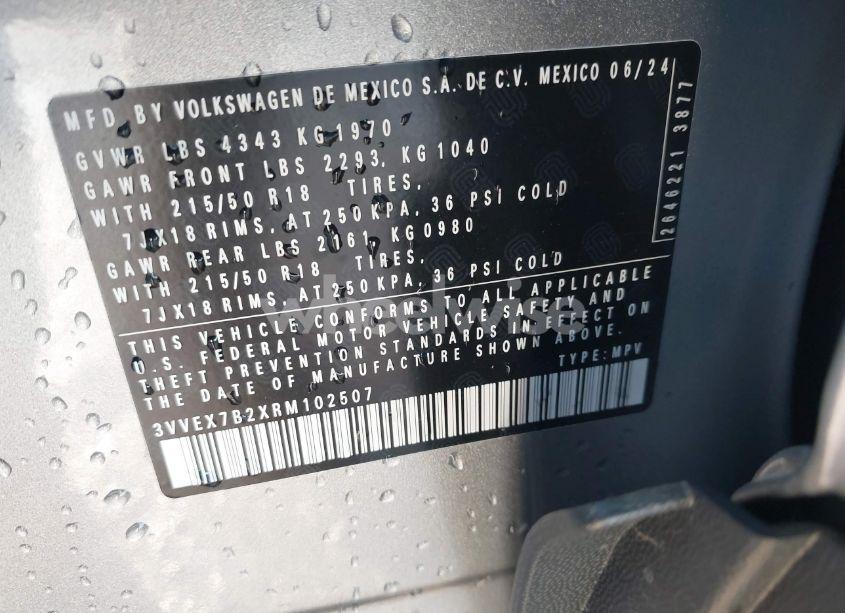 MFD. BY VOLKSWAGEN DE MEXICO S.A. DE C.V. MEXICO 06/24
GVWR LBS 4343 KG 1970
GAWR FRONT LBS 2293, KG 1040
WITH 215/50 R18 TIRES,
7JX18 RIMS, AT 250 KPA, 36 PSI COLD
GAWR REAR LBS 2161, KG0980
WITH 215/50 R18 TIRES,
7JX18 RIMS, AT 250 KPA, 36 PSI COLD
THIS VEHICLE CONFORMS TO ALL APPLICABLE
U.S. FEDERAL MOTOR VEHICLE SAFETY AND
THEFT PREVENTION STANDARDS IN EFFECT ON
THE DATE OF MANUFACTURE SHOWN ABOVE.
TYPE: MPV
3VVEX7B2XRM102507
2646221 3877
wheelwise